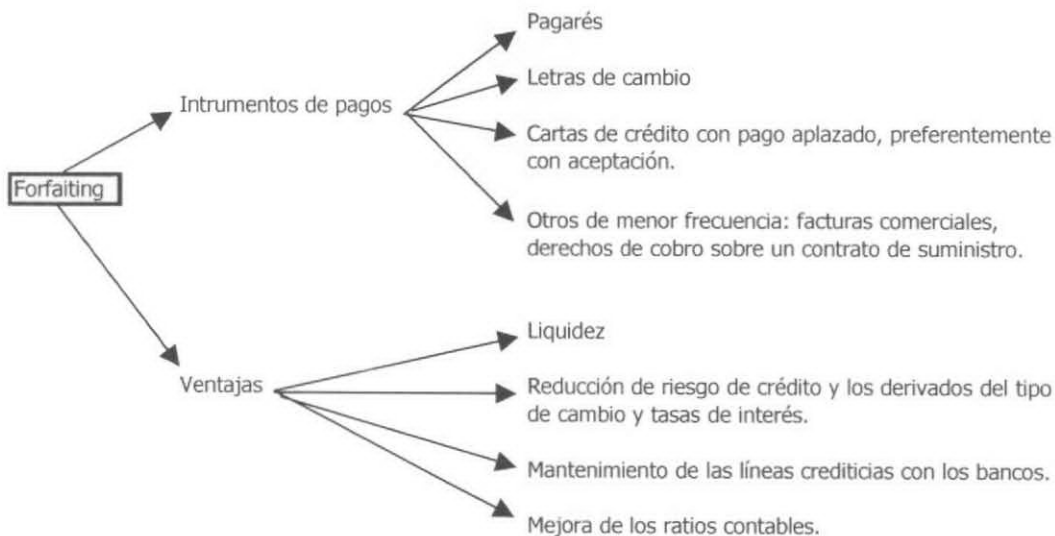 Forfaiting
Intrumentos de pagos
Pagarés
Letras de cambio
Cartas de crédito con pago aplazado, preferentemente
con aceptación.
Otros de menor frecuencia: facturas comerciales,
derechos de cobro sobre un contrato de suministro.
Ventajas
Liquidez
Reducción de riesgo de crédito y los derivados del tipo
de cambio y tasas de interés.
Mantenimiento de las líneas crediticias con los bancos.
Mejora de los ratios contables.